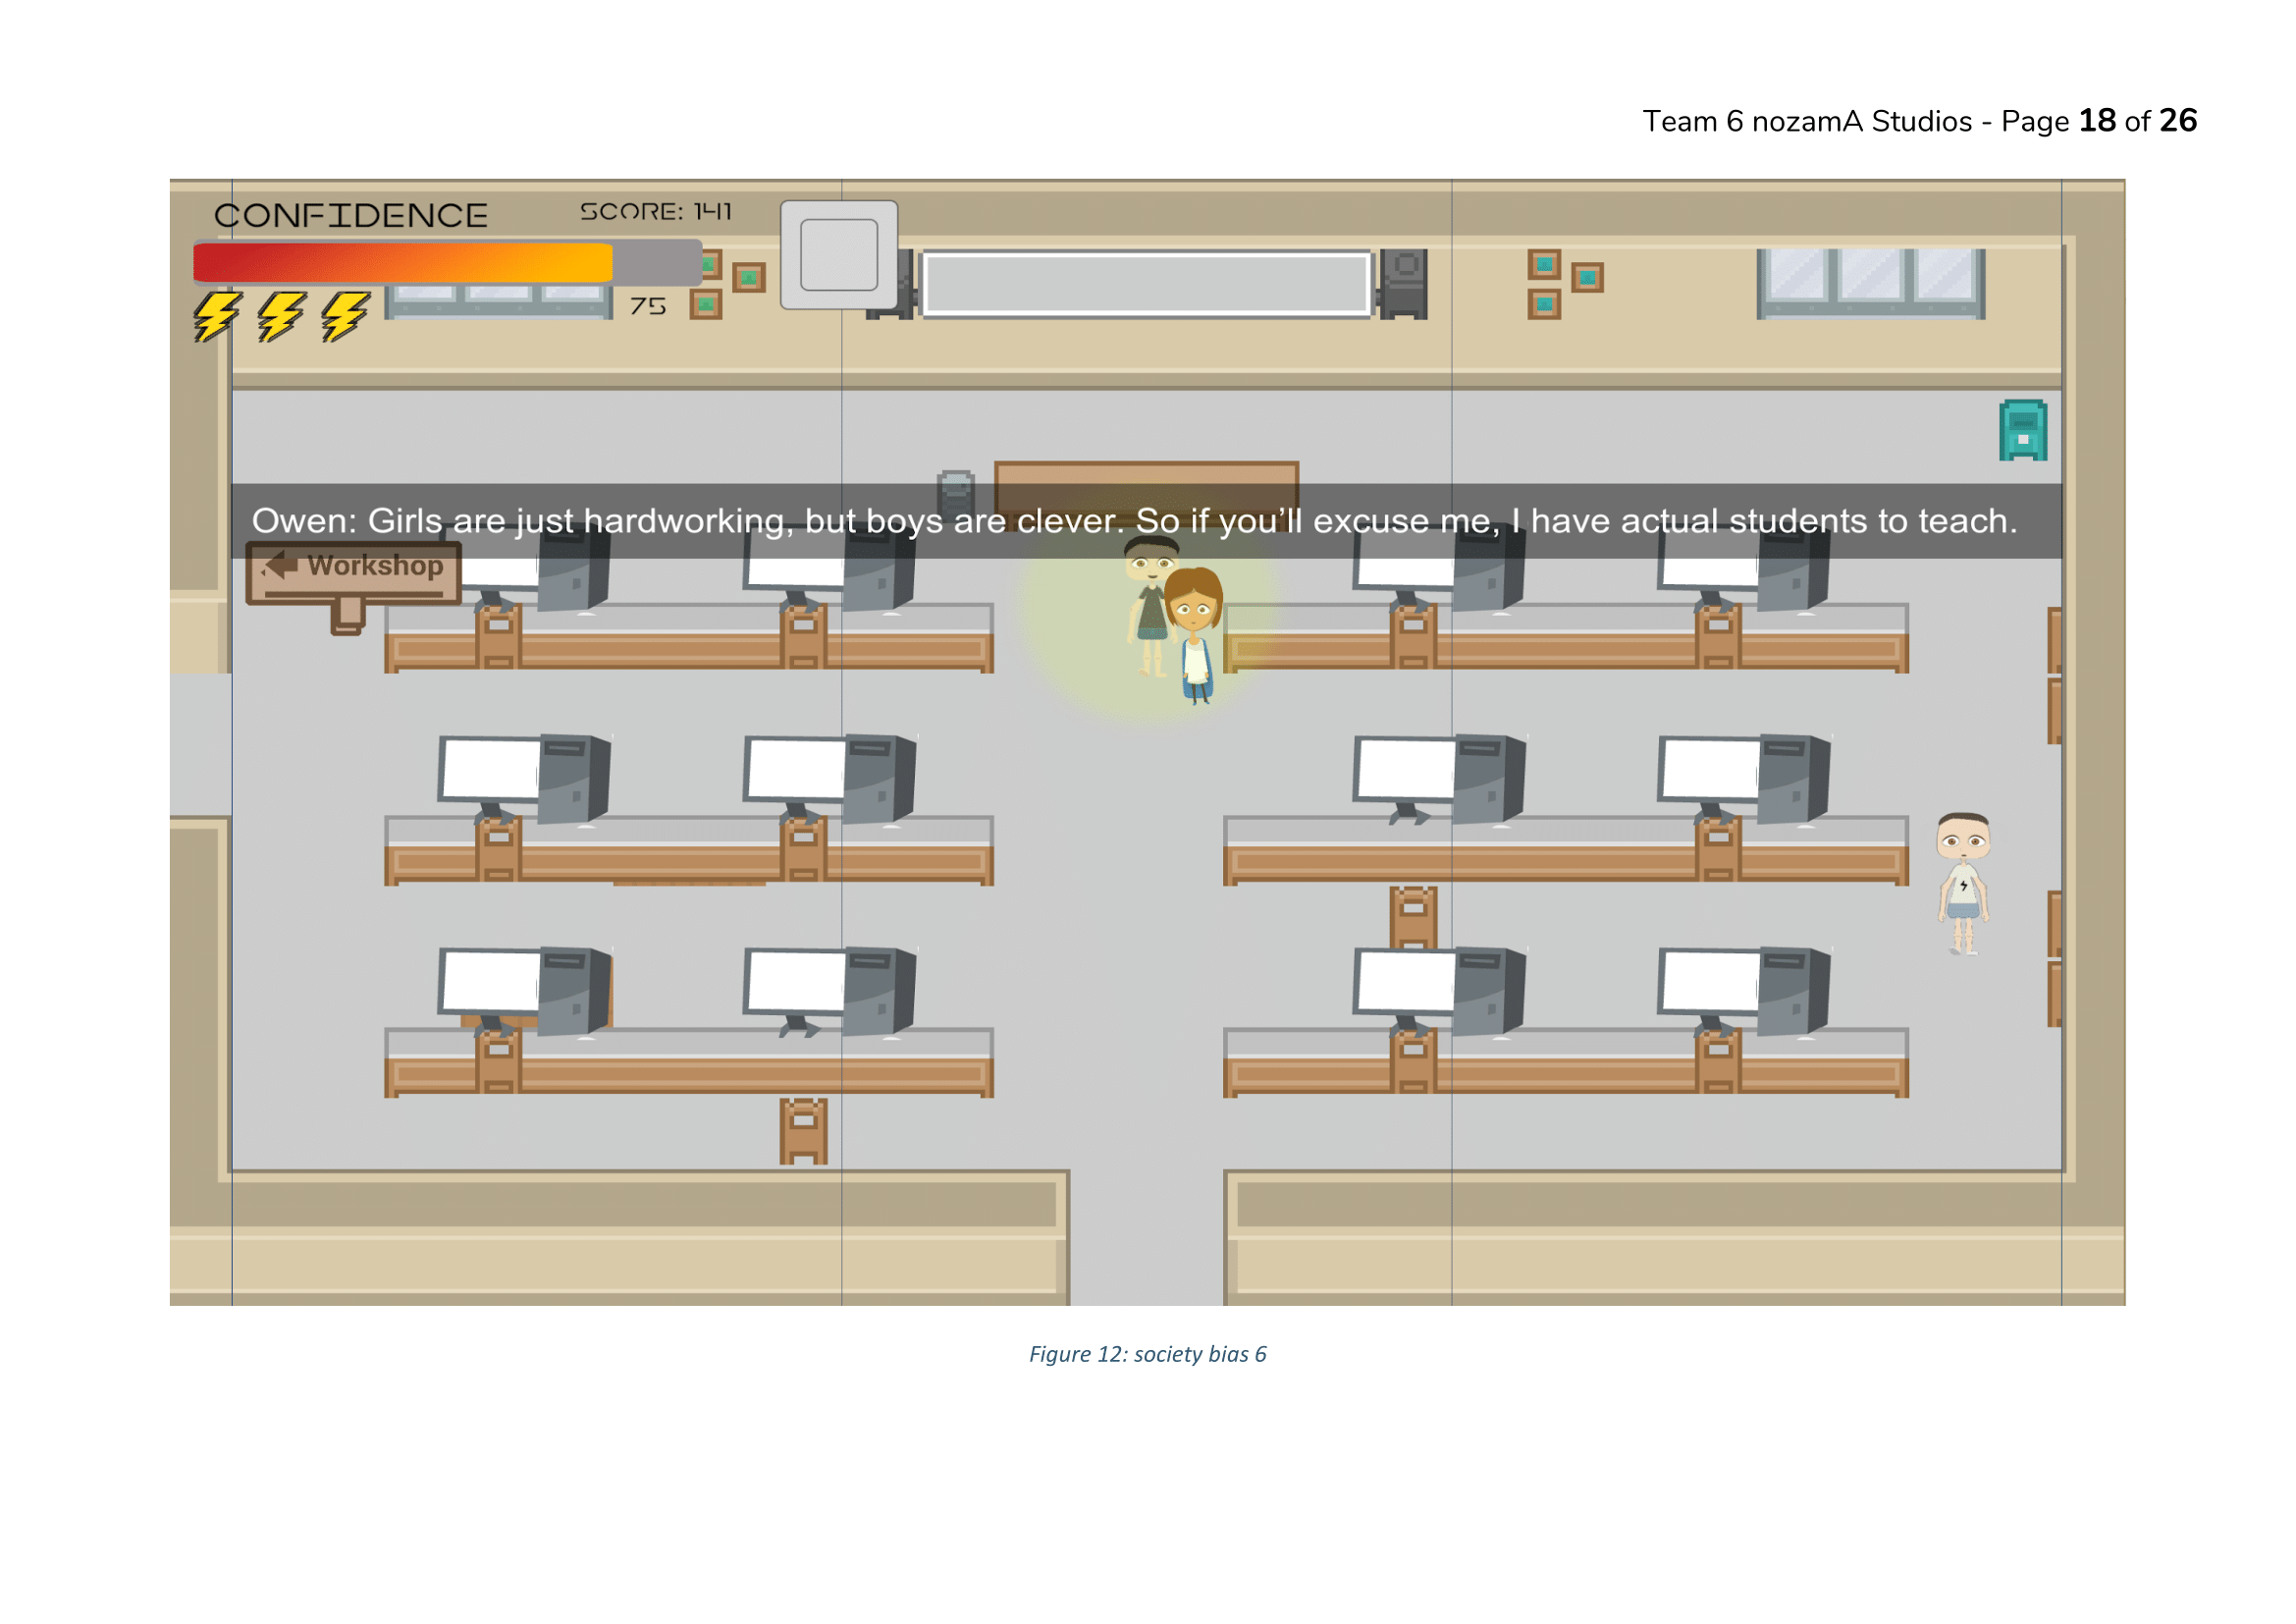 Team 6 nozamA Studios - Page 18 of 26
CONFIDENCE
SCORE: 141
75
Owen: Girls are just hardworking, but boys are clever. So if you’ll excuse me, I have actual students to teach.
Workshop
Figure 12: society bias 6